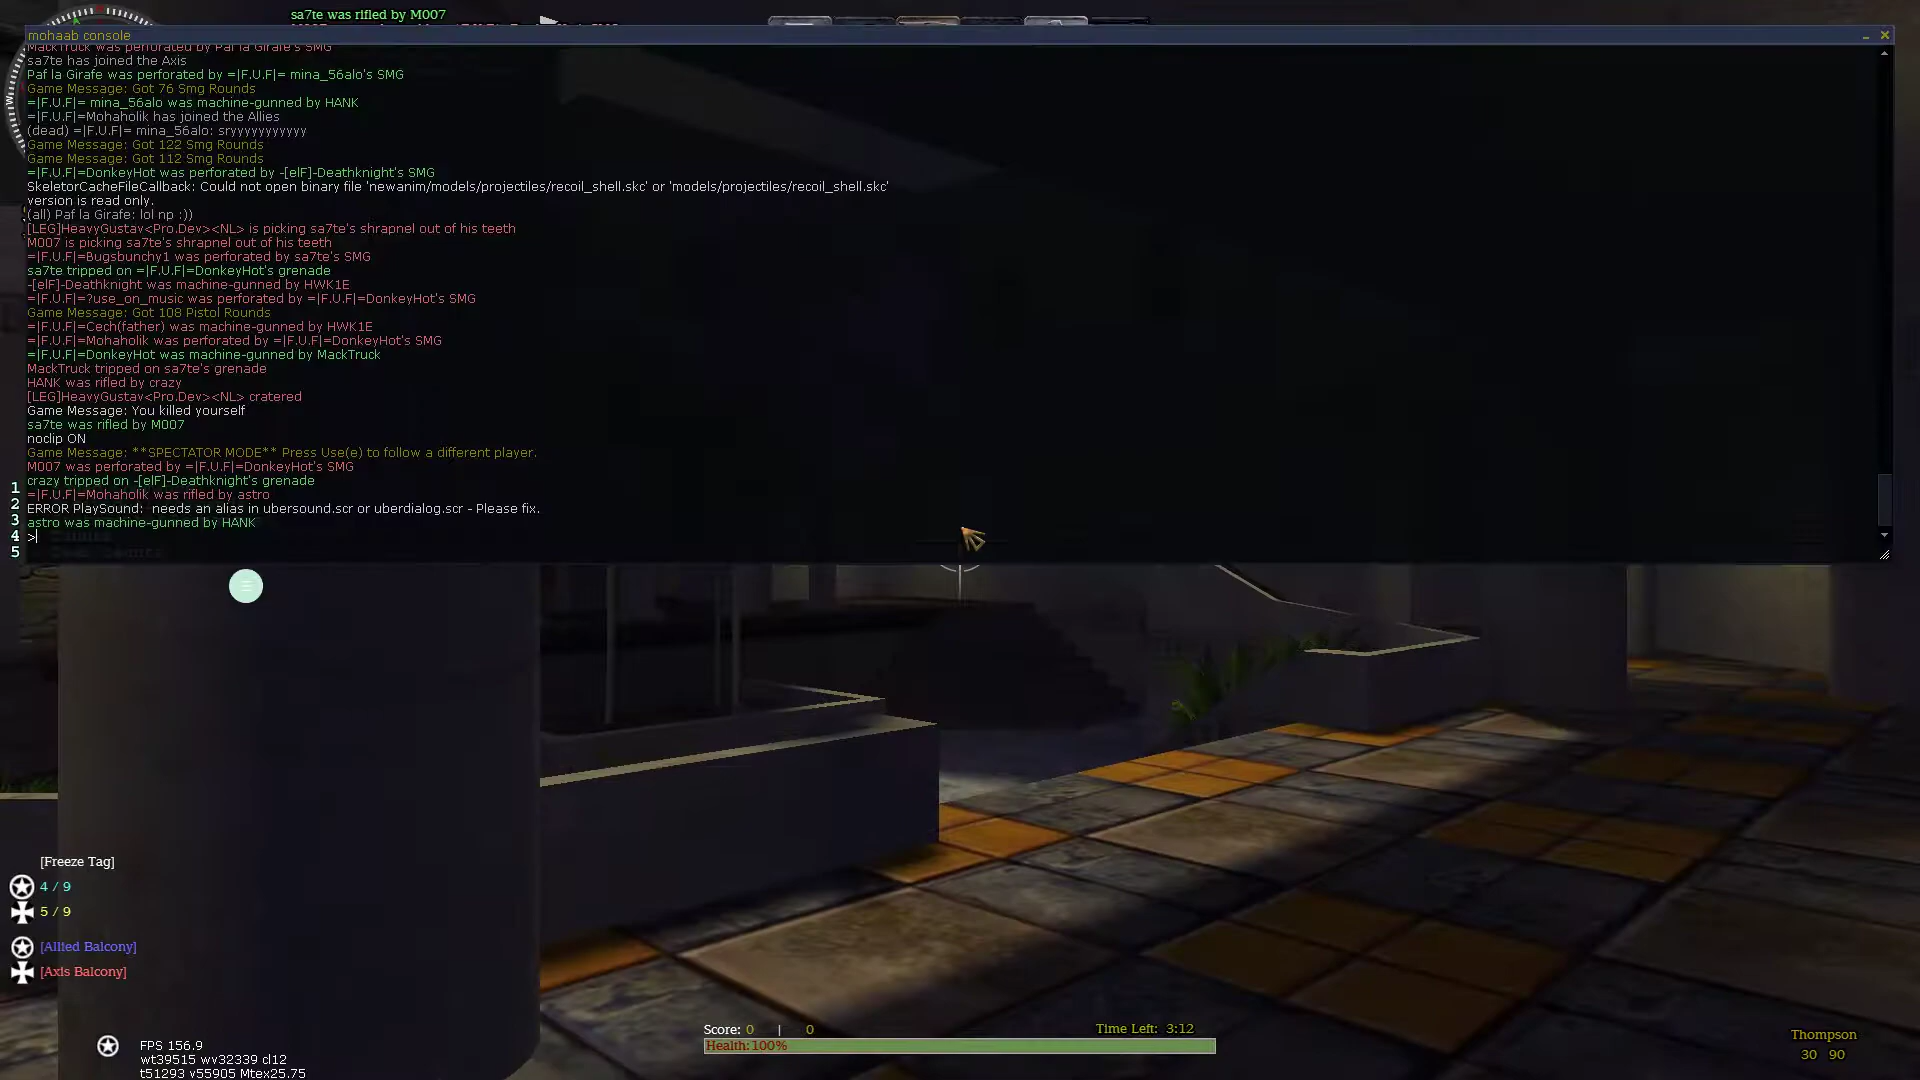 sa7te was rifled by M007
mohaab console
MackTruck was perforated by Paf la Girafe's SMG
sa7te has joined the Axis
Paf la Girafe was perforated by =|F.U.F|= mina_56alo's SMG
Game Message: Got 76 Smg Rounds
=|F.U.F|= mina_56alo was machine-gunned by HANK
=|F.U.F|=Mohaholik has joined the Allies
(dead) =|F.U.F|= mina_56alo: sryyyyyyyyyyy
Game Message: Got 122 Smg Rounds
Game Message: Got 112 Smg Rounds
=|F.U.F|=DonkeyHot was perforated by -[elF]-Deathknight's SMG
SkeletorCacheFileCallback: Could not open binary file 'newanim/models/projectiles/recoil_shell.skc' or 'models/projectiles/recoil_shell.skc'
version is read only.
(all) Paf la Girafe: lol np :))
[LEG]HeavyGustav<Pro.Dev><NL> is picking sa7te's shrapnel out of his teeth
M007 is picking sa7te's shrapnel out of his teeth
=|F.U.F|=Bugsbunchy1 was perforated by sa7te's SMG
sa7te tripped on =|F.U.F|=DonkeyHot's grenade
-[elF]-Deathknight was machine-gunned by HWK1E
=|F.U.F|=?use_on_music was perforated by =|F.U.F|=DonkeyHot's SMG
Game Message: Got 108 Pistol Rounds
=|F.U.F|=Cech(father) was machine-gunned by HWK1E
=|F.U.F|=Mohaholik was perforated by =|F.U.F|=DonkeyHot's SMG
=|F.U.F|=DonkeyHot was machine-gunned by MackTruck
MackTruck tripped on sa7te's grenade
HANK was rifled by crazy
[LEG]HeavyGustav<Pro.Dev><NL> cratered
Game Message: You killed yourself
sa7te was rifled by M007
noclip ON
Game Message: **SPECTATOR MODE** Press Use(e) to follow a different player.
M007 was perforated by =|F.U.F|=DonkeyHot's SMG
crazy tripped on -[elF]-Deathknight's grenade
1
=|F.U.F|=Mohaholik was rifled by astro
2
ERROR PlaySound:  needs an alias in ubersound.scr or uberdialog.scr - Please fix.
3
astro was machine-gunned by HANK
4
>
5
[Freeze Tag]
4 / 9
5 / 9
[Allied Balcony]
[Axis Balcony]
FPS 156.9
wt39515 wv32339 cl12
t51293 v55905 Mtex25.75
Score: 0 | 0
Time Left: 3:12
Health:100%
Thompson
30 90